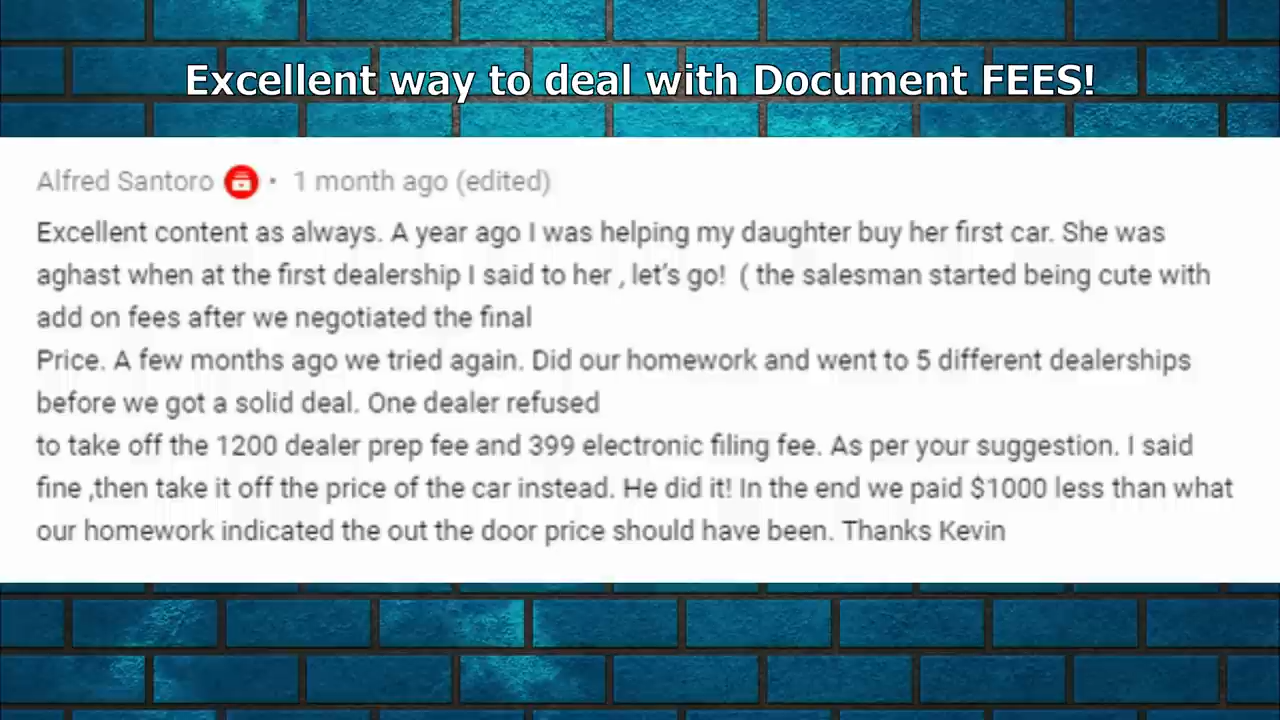 Excellent way to deal with Document FEES!
Alfred Santoro • 1 month ago (edited)
Excellent content as always. A year ago I was helping my daughter buy her first car. She was
aghast when at the first dealership I said to her , let's go!  ( the salesman started being cute with
add on fees after we negotiated the final
Price. A few months ago we tried again. Did our homework and went to 5 different dealerships
before we got a solid deal. One dealer refused
to take off the 1200 dealer prep fee and 399 electronic filing fee. As per your suggestion. I said
fine ,then take it off the price of the car instead. He did it! In the end we paid $1000 less than what
our homework indicated the out the door price should have been. Thanks Kevin